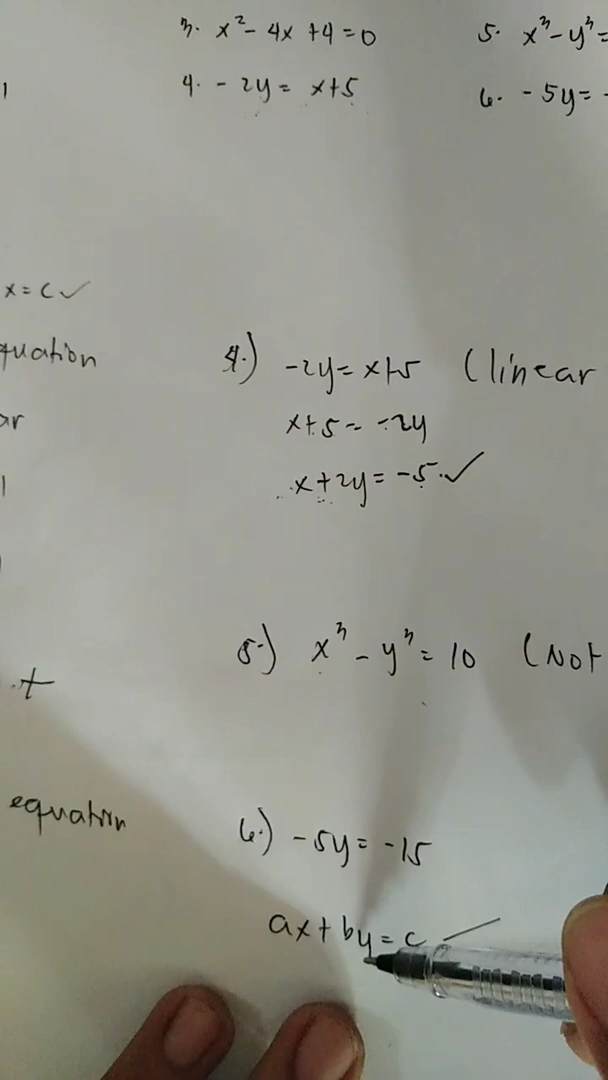 3. x² - 4x + 4 = 0
5. x³ - y³ =
4. - 2y = x+5
6. - 5y = -
x = c ✓
quation
4.) -2y = x+5 (linear
x+5 = -2y
x+2y = -5. ✓
5.) x³ - y³ = 10 (Not
equation
6.) -5y = -15
ax + by = c